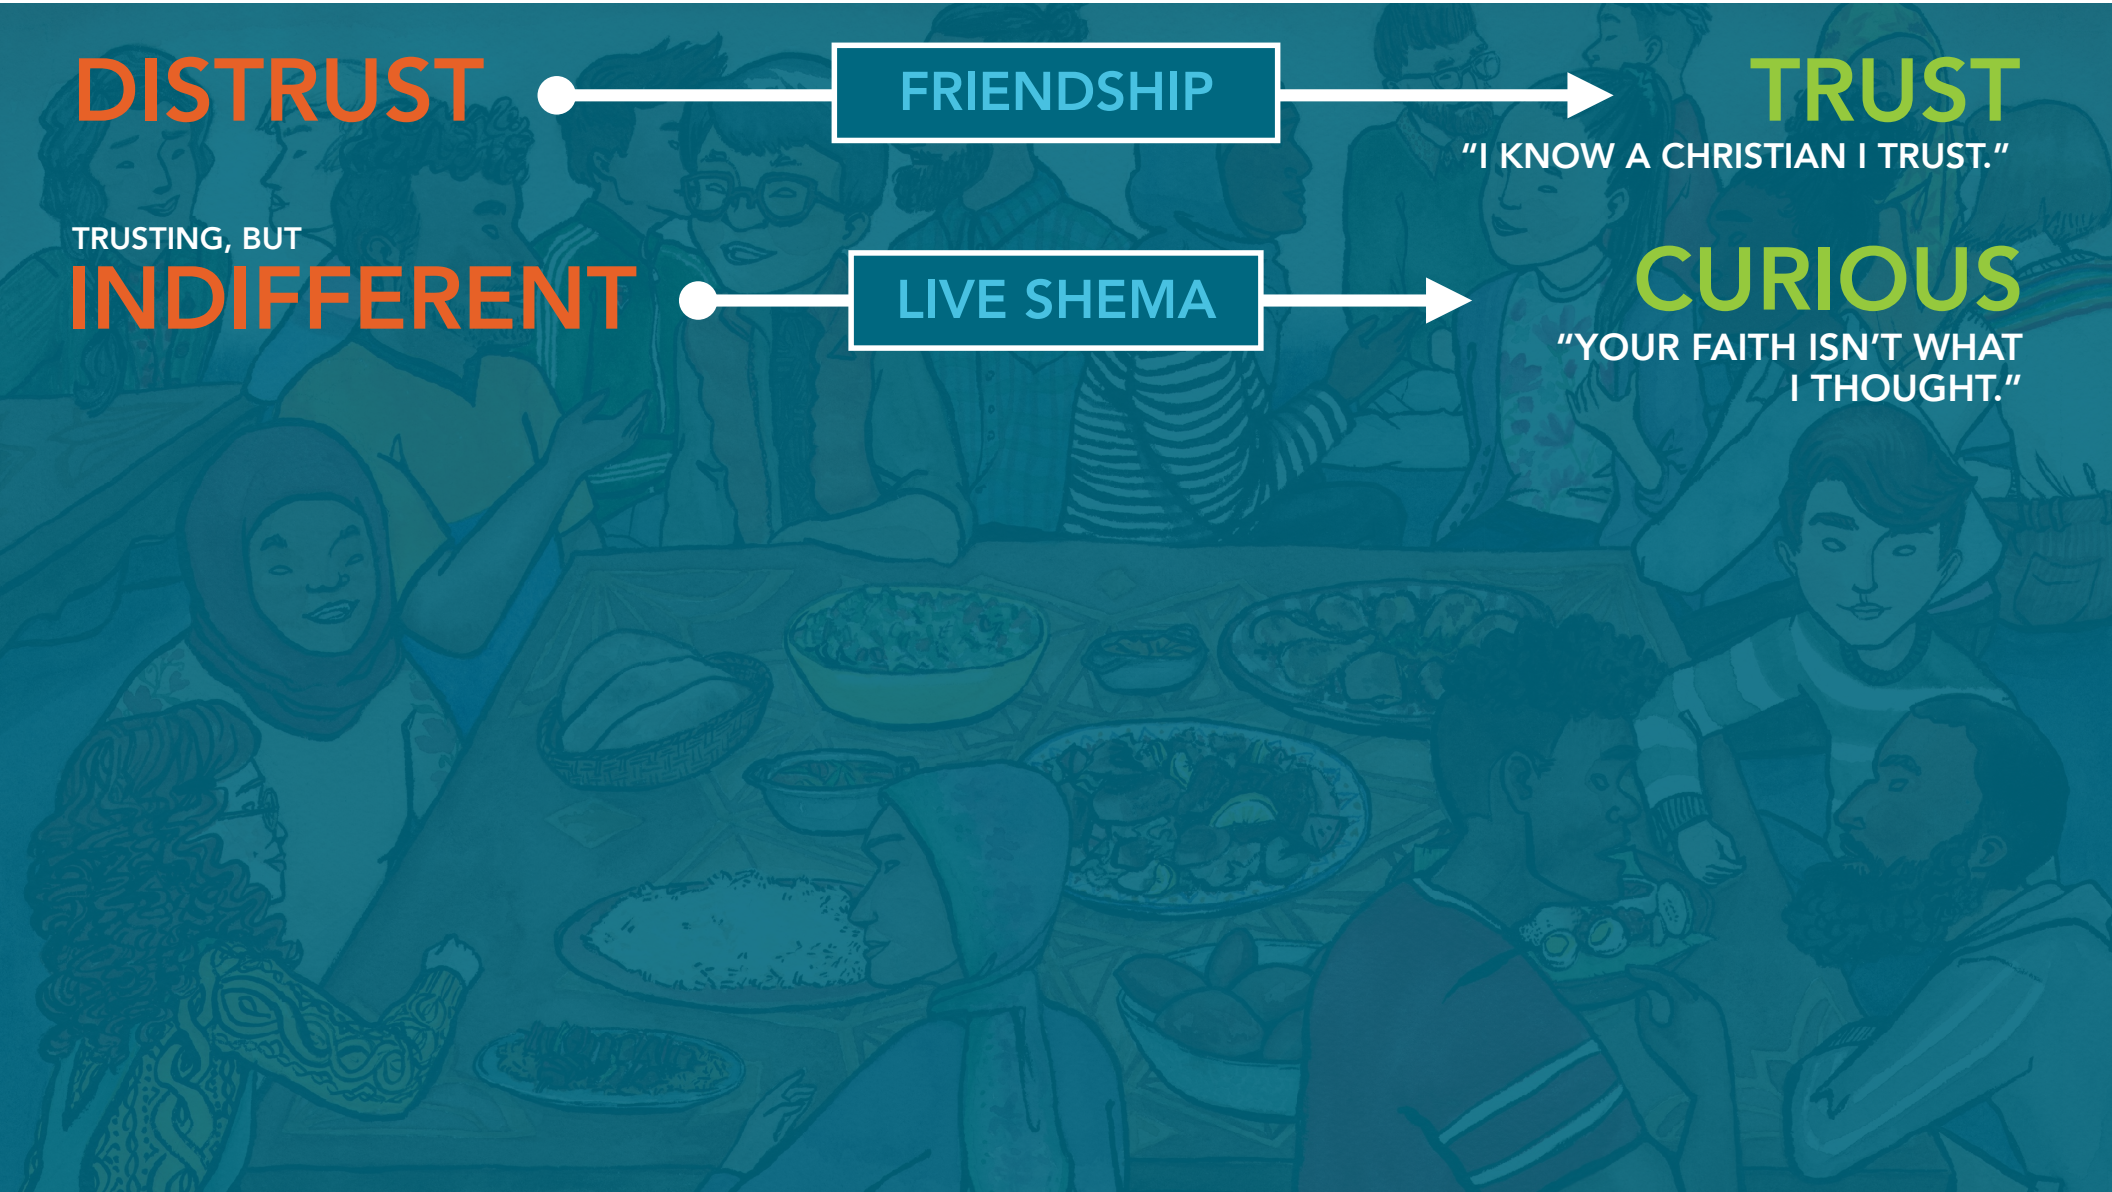 DISTRUST
FRIENDSHIP
TRUST
"I KNOW A CHRISTIAN I TRUST."
TRUSTING, BUT
INDIFFERENT
LIVE SHEMA
CURIOUS
"YOUR FAITH ISN'T WHAT
I THOUGHT."